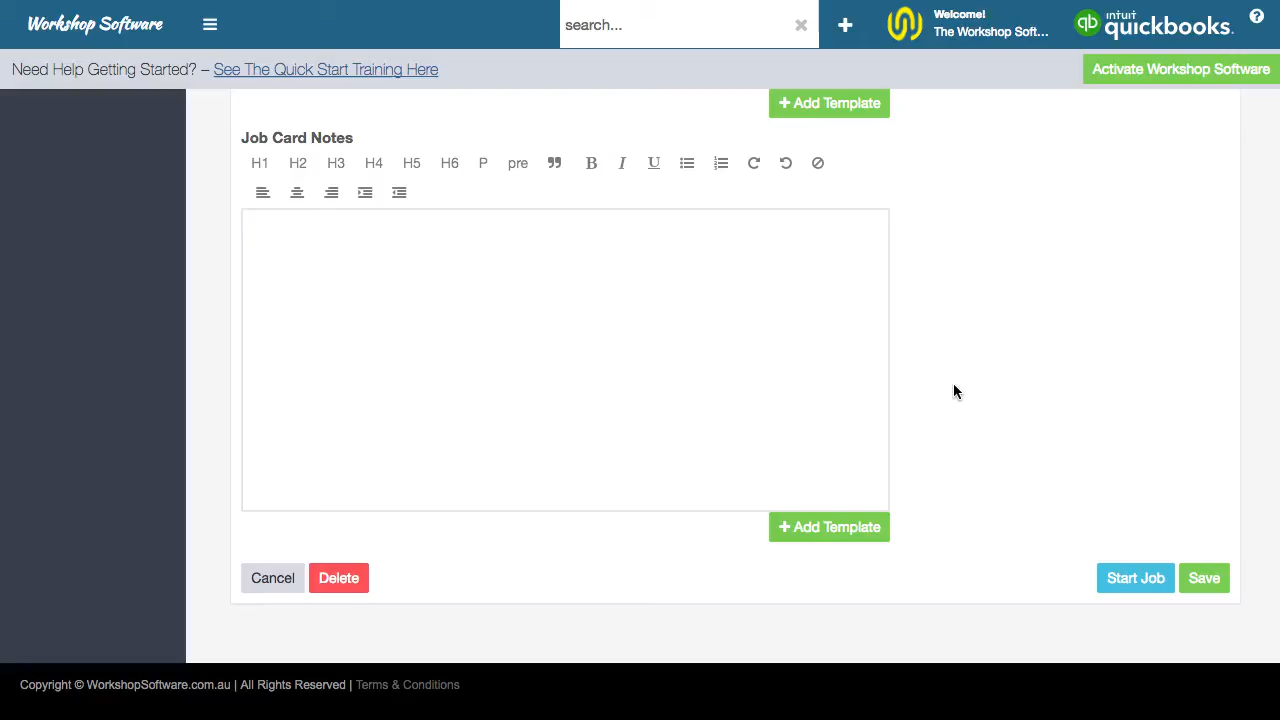 Workshop Software
search...
Welcome!
The Workshop Soft...
qb intuit quickbooks.
?
Need Help Getting Started? – See The Quick Start Training Here
Activate Workshop Software
+ Add Template
Job Card Notes
H1 H2 H3 H4 H5 H6 P pre B I U
+ Add Template
Cancel Delete Start Job Save
Copyright © WorkshopSoftware.com.au | All Rights Reserved | Terms & Conditions